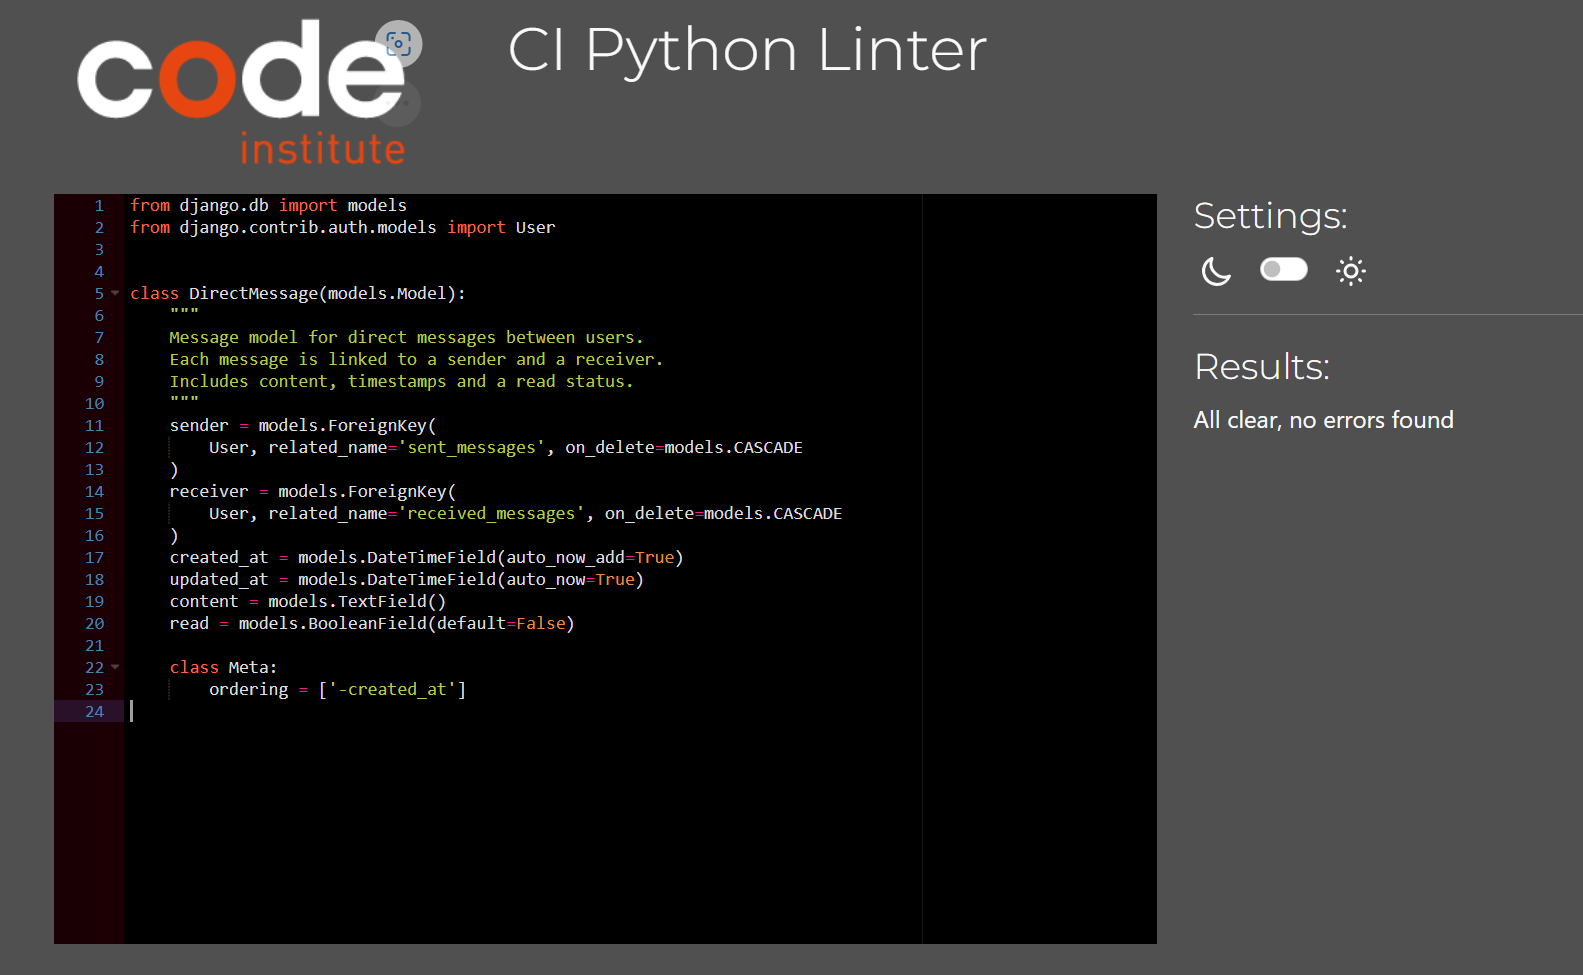 code
institute
CI Python Linter
1 from django.db import models
2 from django.contrib.auth.models import User
3
4
5 class DirectMessage(models.Model):
6     """
7     Message model for direct messages between users.
8     Each message is linked to a sender and a receiver.
9     Includes content, timestamps and a read status.
10     """
11     sender = models.ForeignKey(
12         User, related_name='sent_messages', on_delete=models.CASCADE
13     )
14     receiver = models.ForeignKey(
15         User, related_name='received_messages', on_delete=models.CASCADE
16     )
17     created_at = models.DateTimeField(auto_now_add=True)
18     updated_at = models.DateTimeField(auto_now=True)
19     content = models.TextField()
20     read = models.BooleanField(default=False)
21
22     class Meta:
23         ordering = ['-created_at']
24
Settings:
Results:
All clear, no errors found